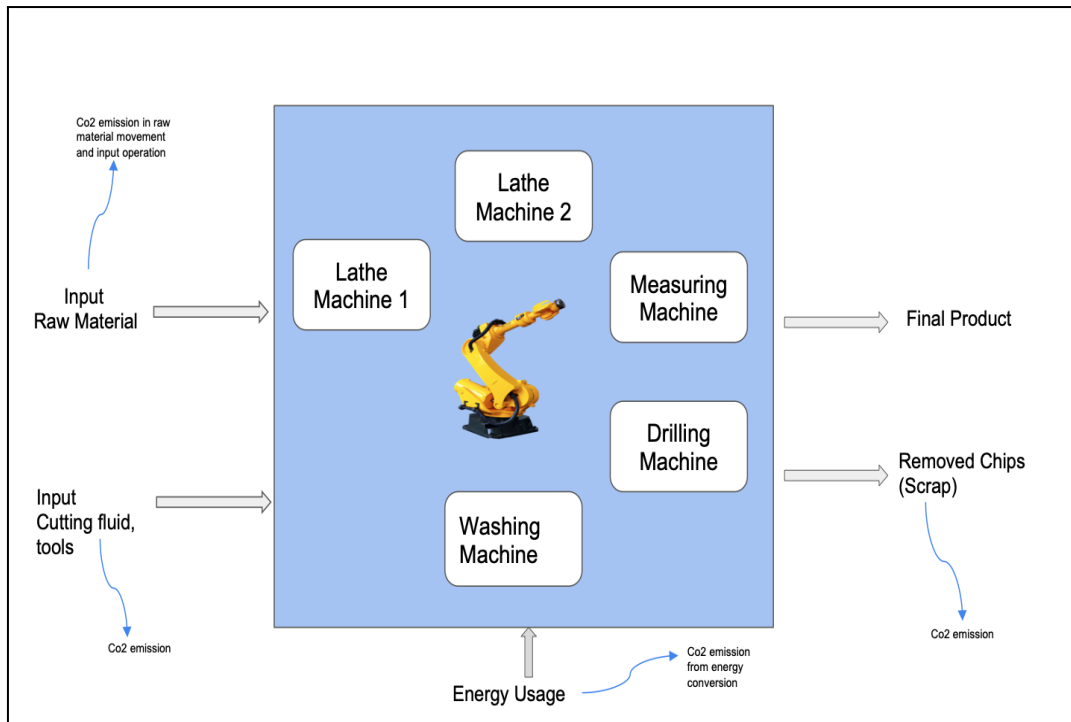 Co2 emission in raw
material movement
and input operation
Lathe
Machine 2
Lathe
Machine 1
Measuring
Machine
Input
Raw Material
Final Product
Drilling
Machine
Removed Chips
(Scrap)
Input
Cutting fluid,
tools
Washing
Machine
Co2 emission
Co2 emission
Co2 emission
from energy
conversion
Energy Usage